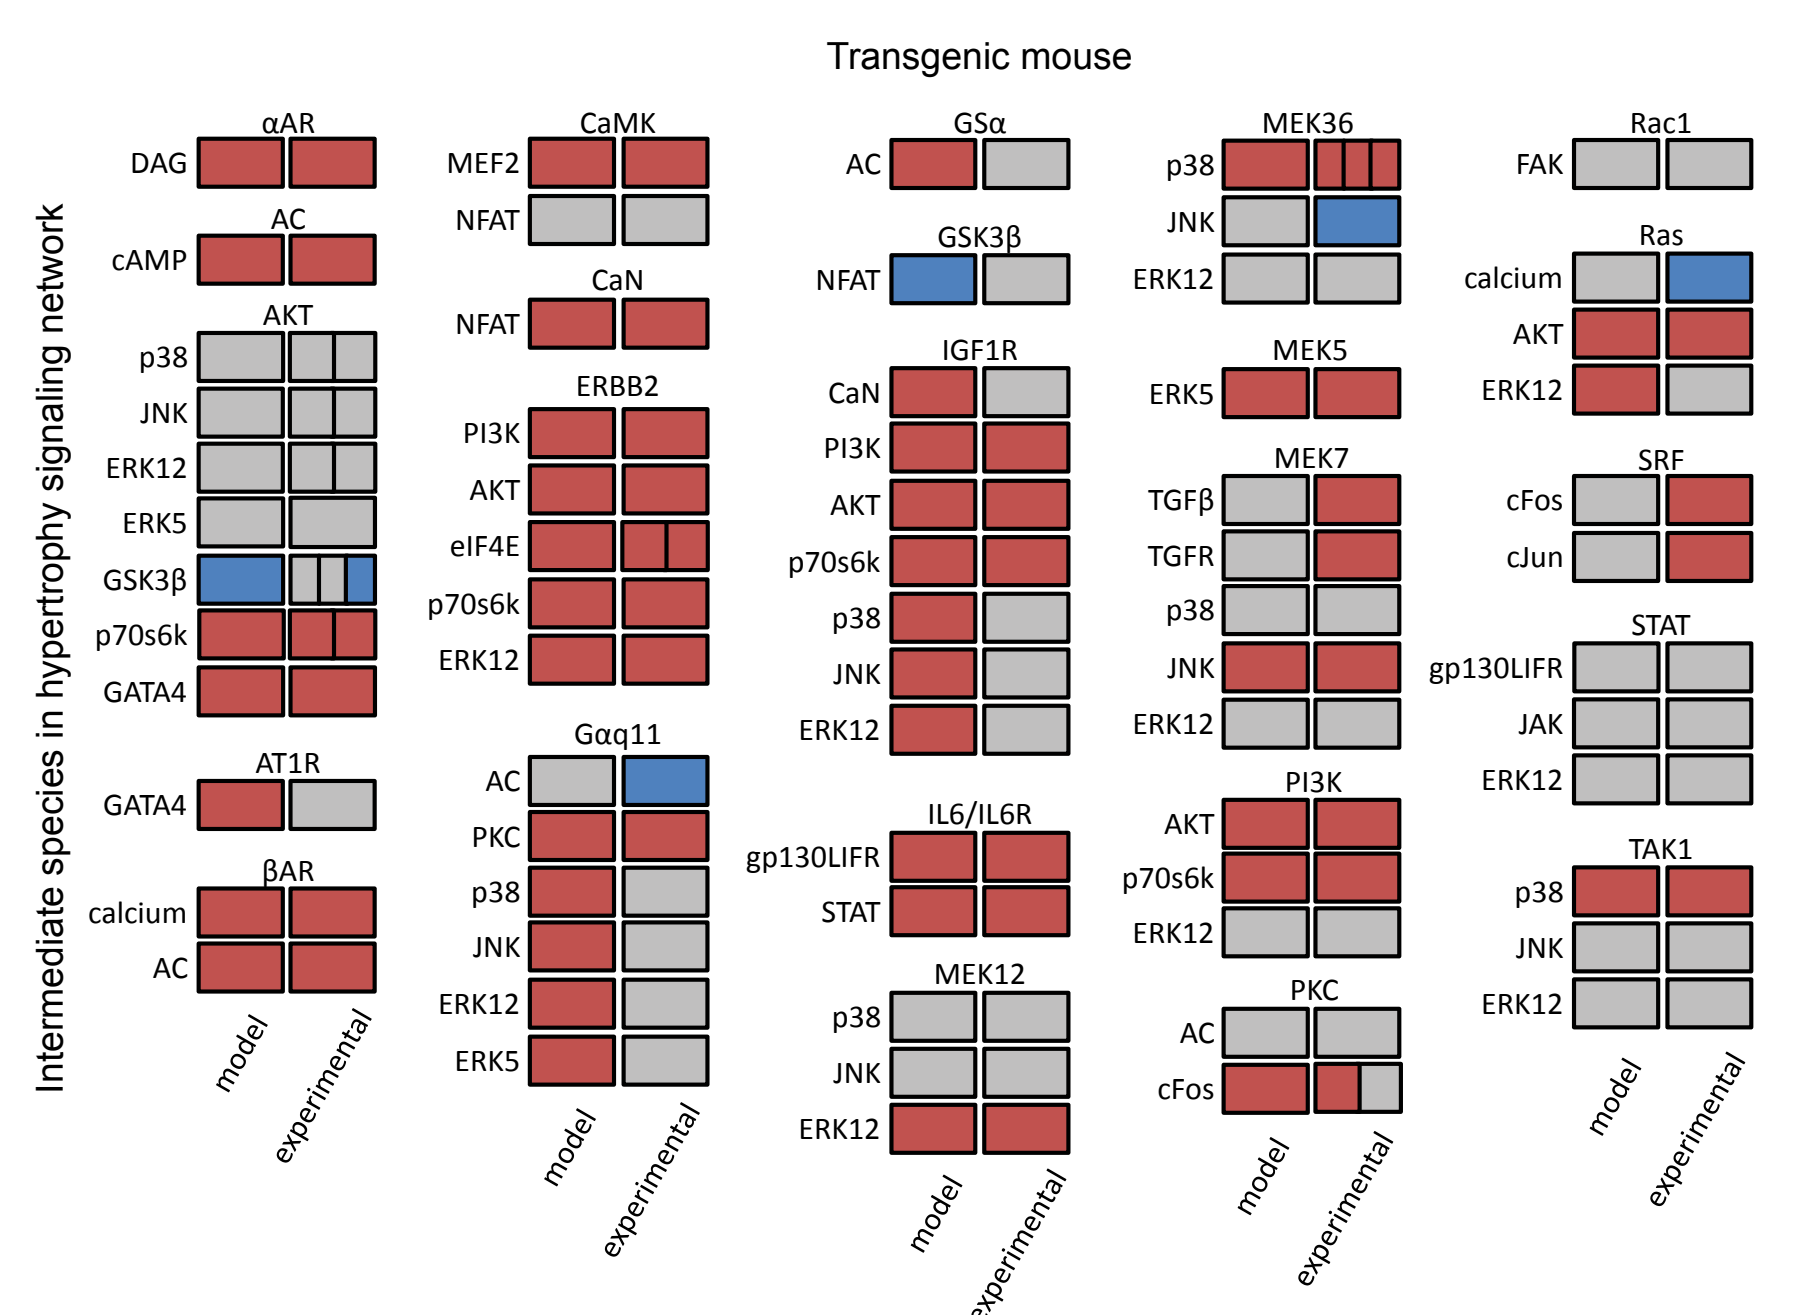 Transgenic mouse
Intermediate species in hypertrophy signaling network
αAR
DAG
AC
cAMP
AKT
p38
JNK
ERK12
ERK5
GSK3β
p70s6k
GATA4
AT1R
GATA4
βAR
calcium
AC
model
experimental
CaMK
MEF2
NFAT
CaN
NFAT
ERBB2
PI3K
AKT
eIF4E
p70s6k
ERK12
Gαq11
AC
PKC
p38
JNK
ERK12
ERK5
model
experimental
GSα
AC
GSK3β
NFAT
IGF1R
CaN
PI3K
AKT
p70s6k
p38
JNK
ERK12
IL6/IL6R
gp130LIFR
STAT
MEK12
p38
JNK
ERK12
model
experimental
MEK36
p38
JNK
ERK12
MEK5
ERK5
MEK7
TGFβ
TGFR
p38
JNK
ERK12
PI3K
AKT
p70s6k
ERK12
PKC
AC
cFos
model
experimental
Rac1
FAK
Ras
calcium
AKT
ERK12
SRF
cFos
cJun
STAT
gp130LIFR
JAK
ERK12
TAK1
p38
JNK
ERK12
model
experimental